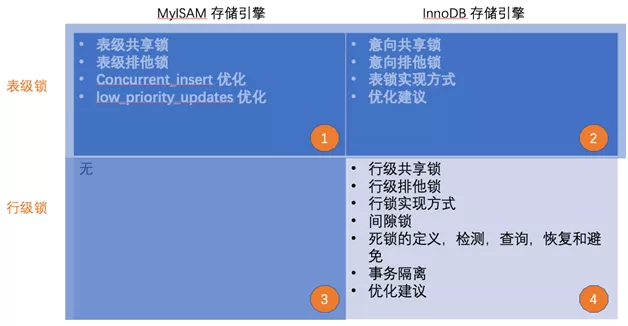 MyISAM 存储引擎
InnoDB 存储引擎
表级锁
• 表级共享锁
• 表级排他锁
• Concurrent_insert 优化
• low_priority_updates 优化
1
• 意向共享锁
• 意向排他锁
• 表锁实现方式
• 优化建议
2
行级锁
无
3
• 行级共享锁
• 行级排他锁
• 行锁实现方式
• 间隙锁
• 死锁的定义，检测，查询，恢复和避
免
• 事务隔离
• 优化建议
4